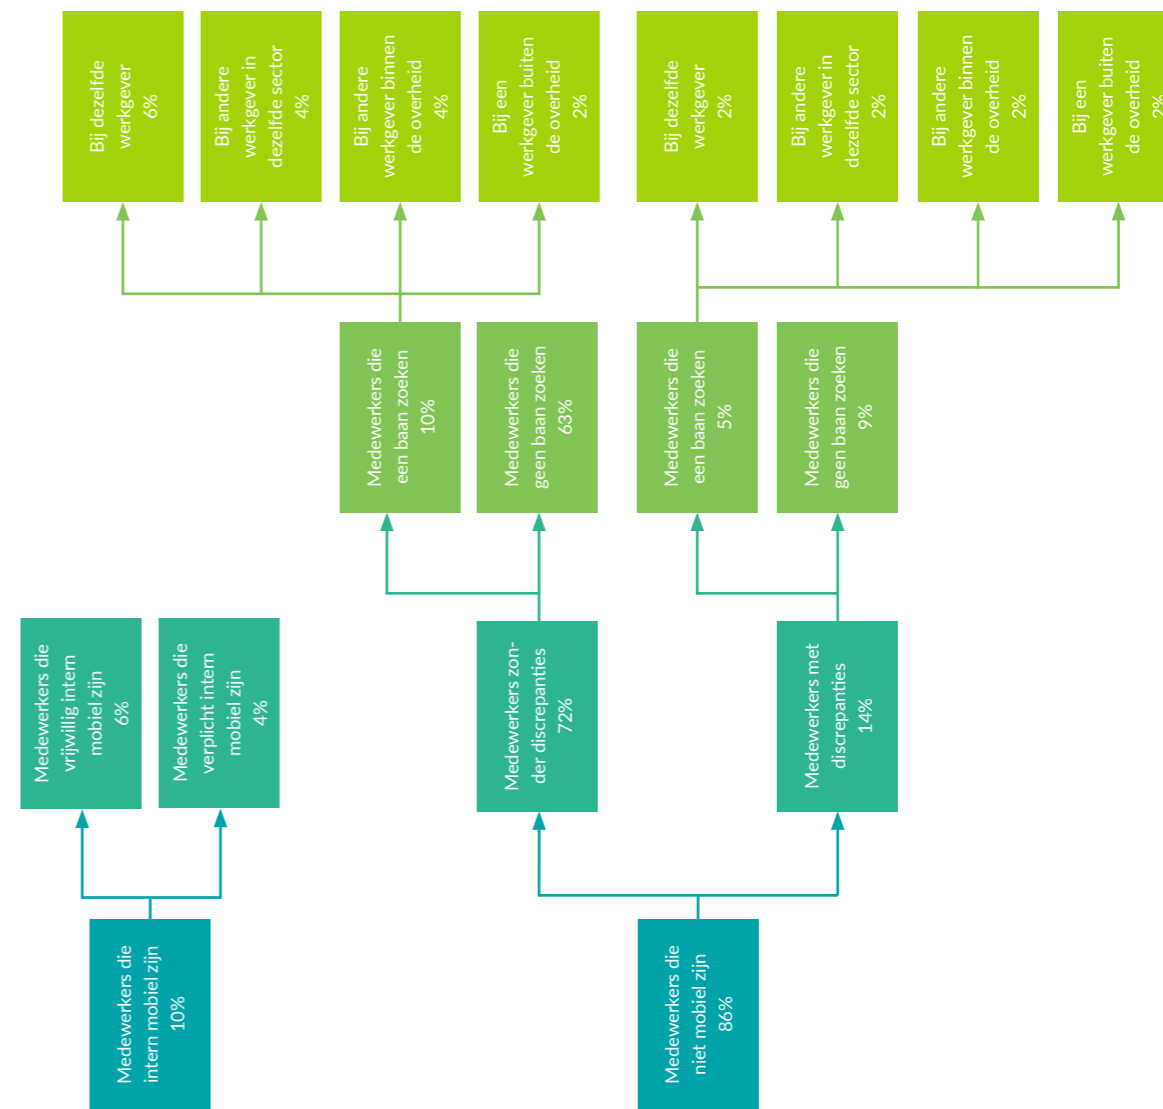 Medewerkers die
intern mobiel zijn
10%
Medewerkers die
vrijwillig intern
mobiel zijn
6%
Medewerkers die
verplicht intern
mobiel zijn
4%
Medewerkers die
niet mobiel zijn
86%
Medewerkers zon-
der discrepanties
72%
Medewerkers die
een baan zoeken
10%
Bij dezelfde
werkgever
6%
Bij andere
werkgever in
dezelfde sector
4%
Bij andere
werkgever binnen
de overheid
4%
Bij een
werkgever buiten
de overheid
2%
Medewerkers die
geen baan zoeken
63%
Medewerkers met
discrepanties
14%
Medewerkers die
een baan zoeken
5%
Bij dezelfde
werkgever
2%
Bij andere
werkgever in
dezelfde sector
2%
Bij andere
werkgever binnen
de overheid
2%
Bij een
werkgever buiten
de overheid
2%
Medewerkers die
geen baan zoeken
9%